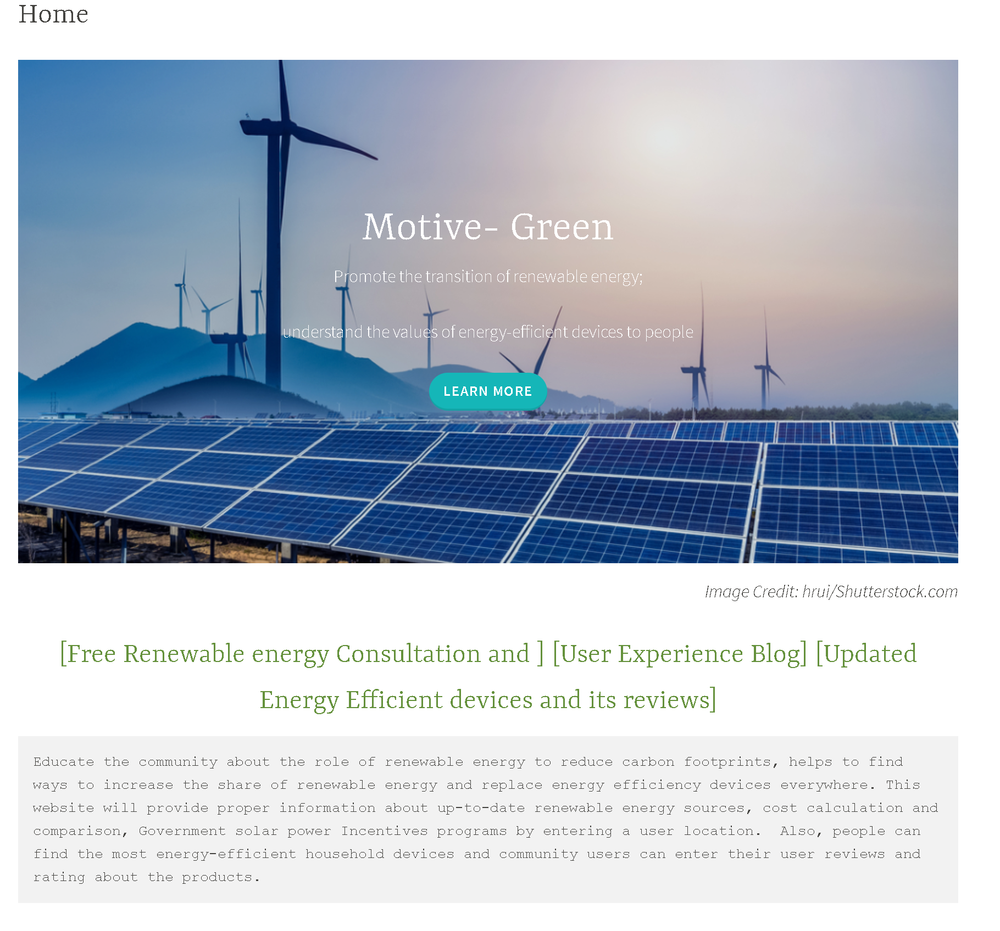 Home
Motive- Green
Promote the transition of renewable energy;
understand the values of energy-efficient devices to people
LEARN MORE
Image Credit: hrui/Shutterstock.com
[Free Renewable energy Consultation and ] [User Experience Blog] [Updated
Energy Efficient devices and its reviews]
Educate the community about the role of renewable energy to reduce carbon footprints, helps to find
ways to increase the share of renewable energy and replace energy efficiency devices everywhere. This
website will provide proper information about up-to-date renewable energy sources, cost calculation and
comparison, Government solar power Incentives programs by entering a user location.  Also, people can
find the most energy-efficient household devices and community users can enter their user reviews and
rating about the products.